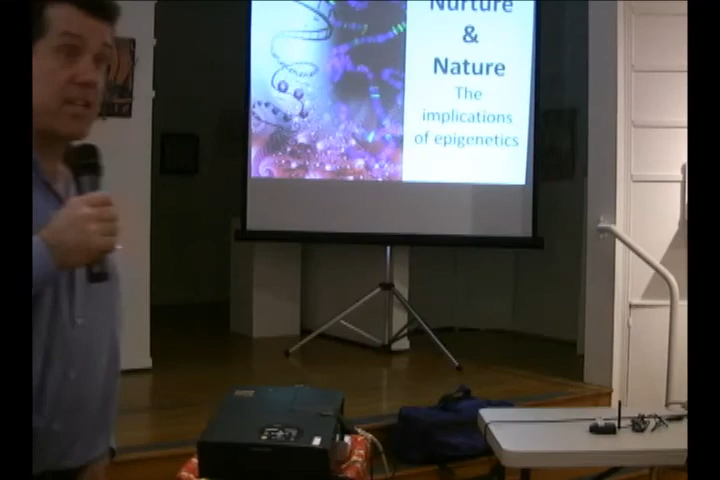 Nurture
&
Nature
The
implications
of epigenetics